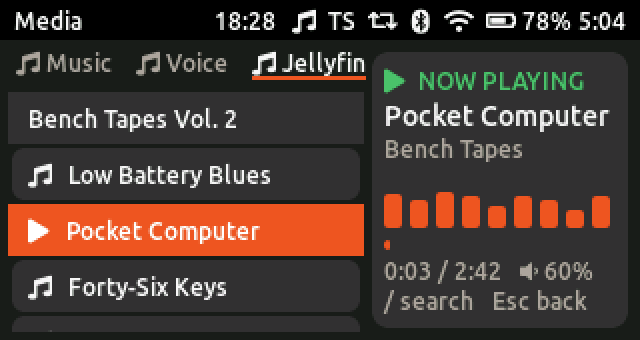 Media 18:28 TS 78% 5:04
Music Voice Jellyfin
Bench Tapes Vol. 2
Low Battery Blues
Pocket Computer
Forty-Six Keys
NOW PLAYING
Pocket Computer
Bench Tapes
0:03 / 2:42 60%
/ search Esc back